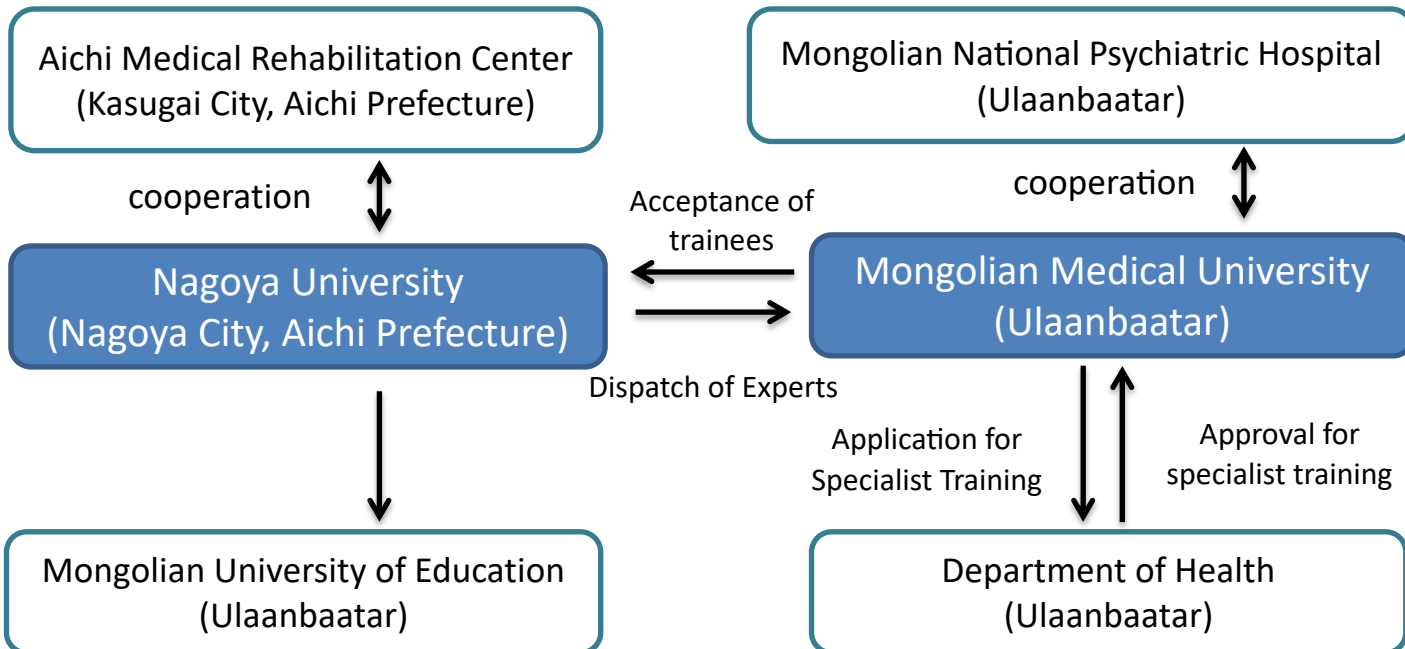 Aichi Medical Rehabilitation Center
(Kasugai City, Aichi Prefecture)
Mongolian National Psychiatric Hospital
(Ulaanbaatar)
cooperation
cooperation
Acceptance of
trainees
Nagoya University
(Nagoya City, Aichi Prefecture)
Mongolian Medical University
(Ulaanbaatar)
Dispatch of Experts
Application for
Specialist Training
Approval for
specialist training
Mongolian University of Education
(Ulaanbaatar)
Department of Health
(Ulaanbaatar)